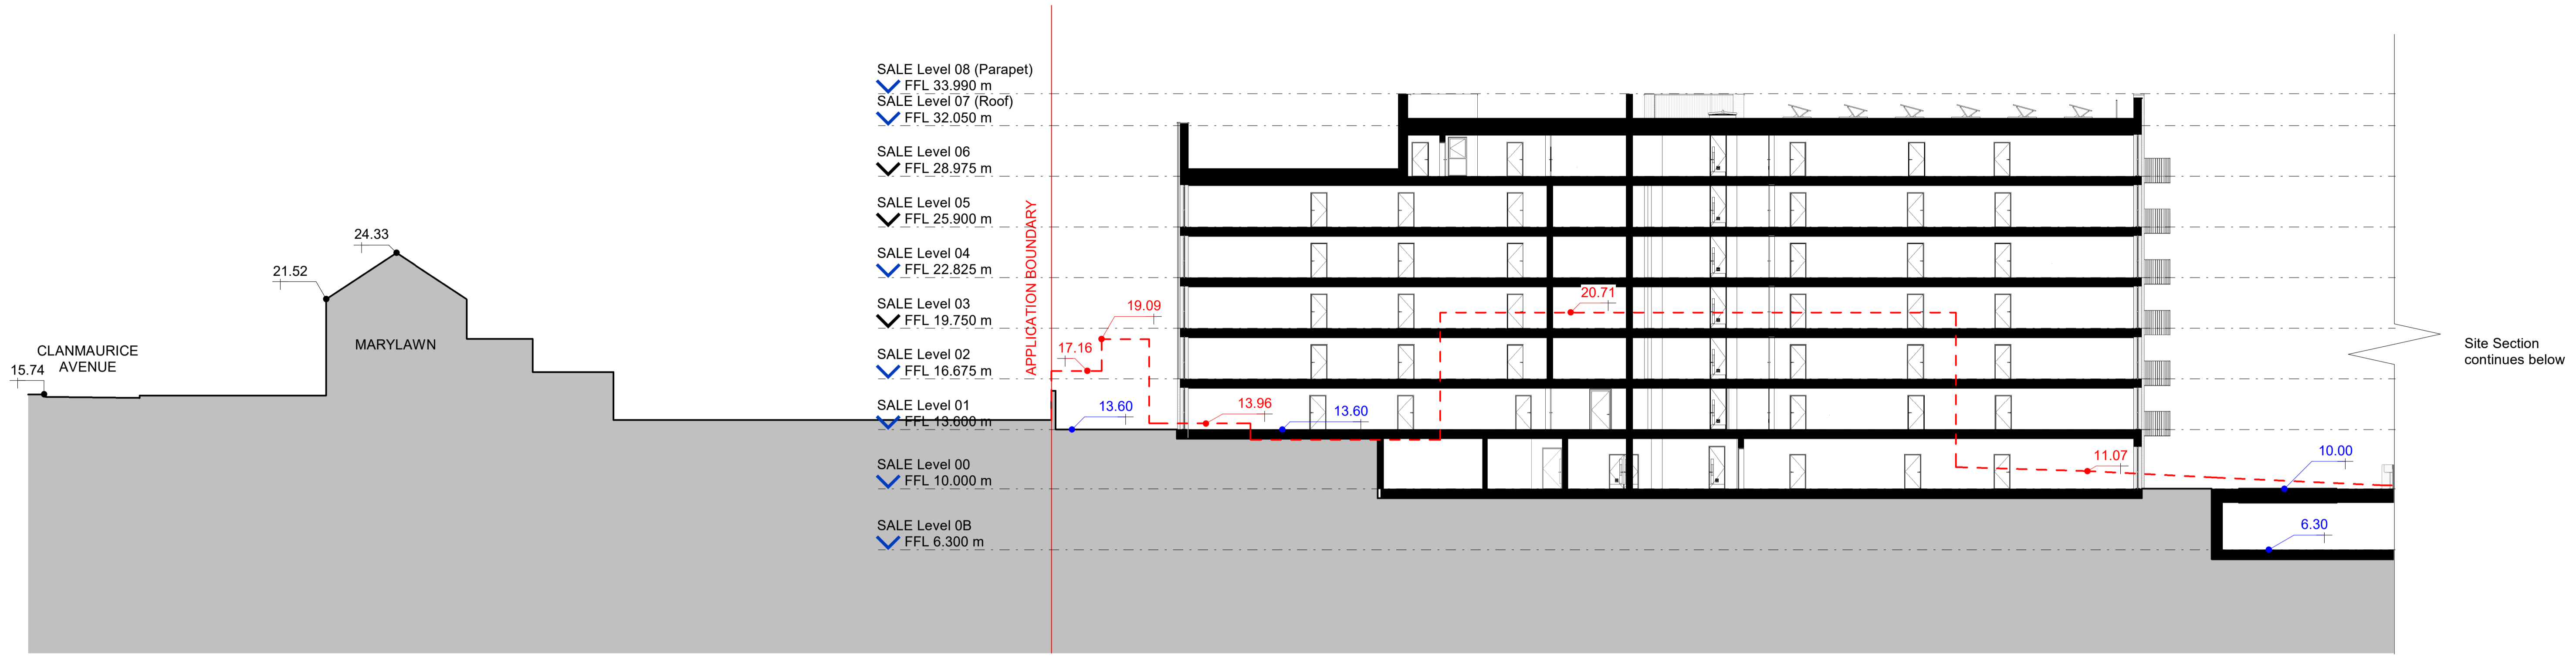 SALE Level 08 (Parapet)
FFL 33.990 m
SALE Level 07 (Roof)
FFL 32.050 m
SALE Level 06
FFL 28.975 m
SALE Level 05
FFL 25.900 m
SALE Level 04
FFL 22.825 m
SALE Level 03
FFL 19.750 m
SALE Level 02
FFL 16.675 m
SALE Level 01
FFL 13.600 m
SALE Level 00
FFL 10.000 m
SALE Level 0B
FFL 6.300 m
24.33
21.52
MARYLAWN
CLANMAURICE
AVENUE
15.74
APPLICATION BOUNDARY
19.09
17.16
13.60
13.96
13.60
20.71
11.07
10.00
6.30
Site Section
continues below